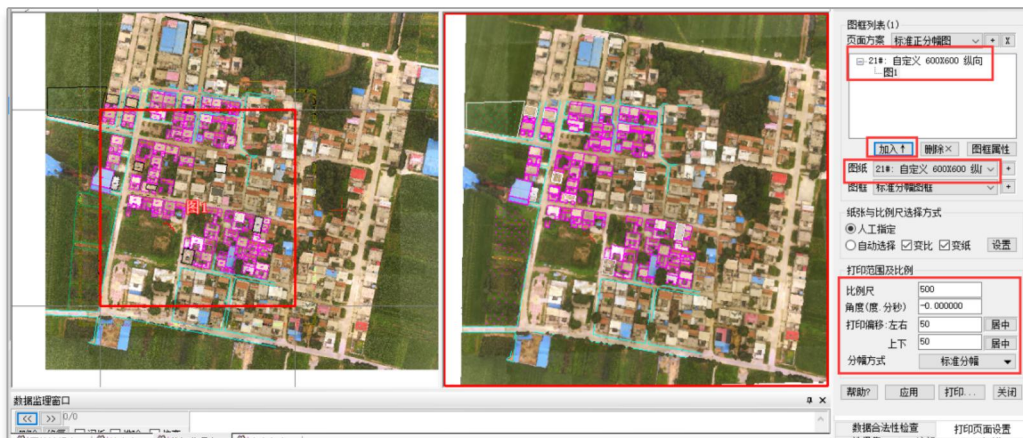 图1
图框列表(1)
页面方案 标准正分幅图 + X
21#: 自定义 600X600 纵向
图1
加入↑ 删除× 图框属性
图纸 21#: 自定义 600X600 纵 +
图框 标准分幅图框 +
纸张与比例尺选择方式
人工指定
自动选择 变比 变纸 设置
打印范围及比例
比例尺 500
角度(度.分秒) -0.000000
打印偏移:左右 50 居中
上下 50 居中
分幅方式 标准分幅
帮助? 应用 打印... 关闭
数据监理窗口
<< >> 0/0
数据合法性检查 打印页面设置